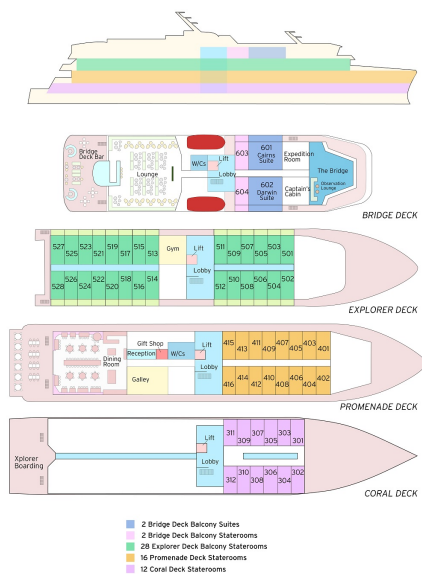 Bridge
Deck Bar
Lounge
W/Cs
Lift
Lobby
603
604
601
Cairns
Suite
602
Darwin
Suite
Expedition
Room
Captain's
Cabin
The Bridge
Observation
Lounge
BRIDGE DECK
527 523 519 515
525 521 517 513
526 522 518 514
528 524 520 516
Gym
Lift
Lobby
511 507 503
509 505 501
510 506 502
512 508 504
EXPLORER DECK
Dining
Room
Gift Shop
Reception
W/Cs
Galley
Lift
Lobby
415 411 407 403
413 409 405 401
414 410 406 402
416 412 408 404
PROMENADE DECK
Xplorer
Boarding
Lift
Lobby
311 307 303
309 305 301
310 306 302
312 308 304
CORAL DECK
2 Bridge Deck Balcony Suites
2 Bridge Deck Balcony Staterooms
28 Explorer Deck Balcony Staterooms
16 Promenade Deck Staterooms
12 Coral Deck Staterooms